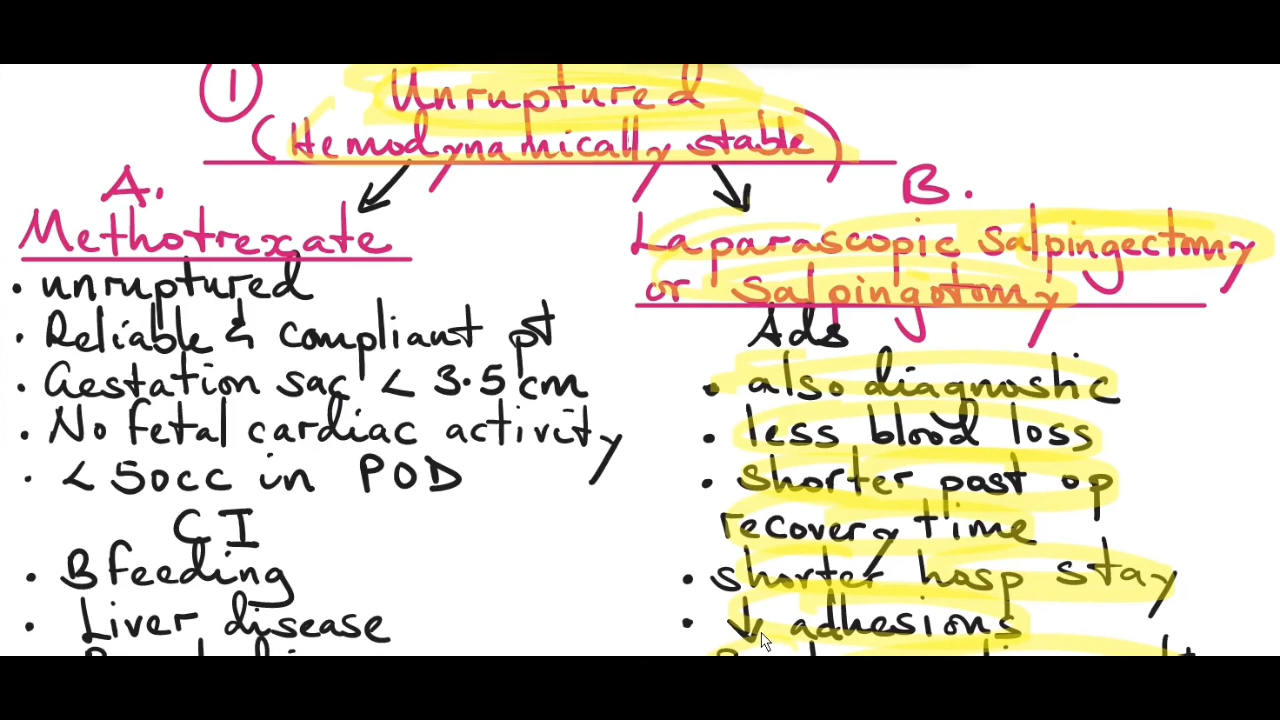 1 Unruptured
(Hemodynamically stable)
A.
Methotrexate
• unruptured
• Reliable & compliant pt
• Gestation sac < 3.5 cm
• No fetal cardiac activity
• < 50cc in POD
CI
• Bfeeding
• Liver disease
B.
Laparascopic salpingectomy
or salpingotomy
Ads
• also diagnostic
• less blood loss
• shorter post op
recovery time
• shorter hosp stay
• ↓ adhesions